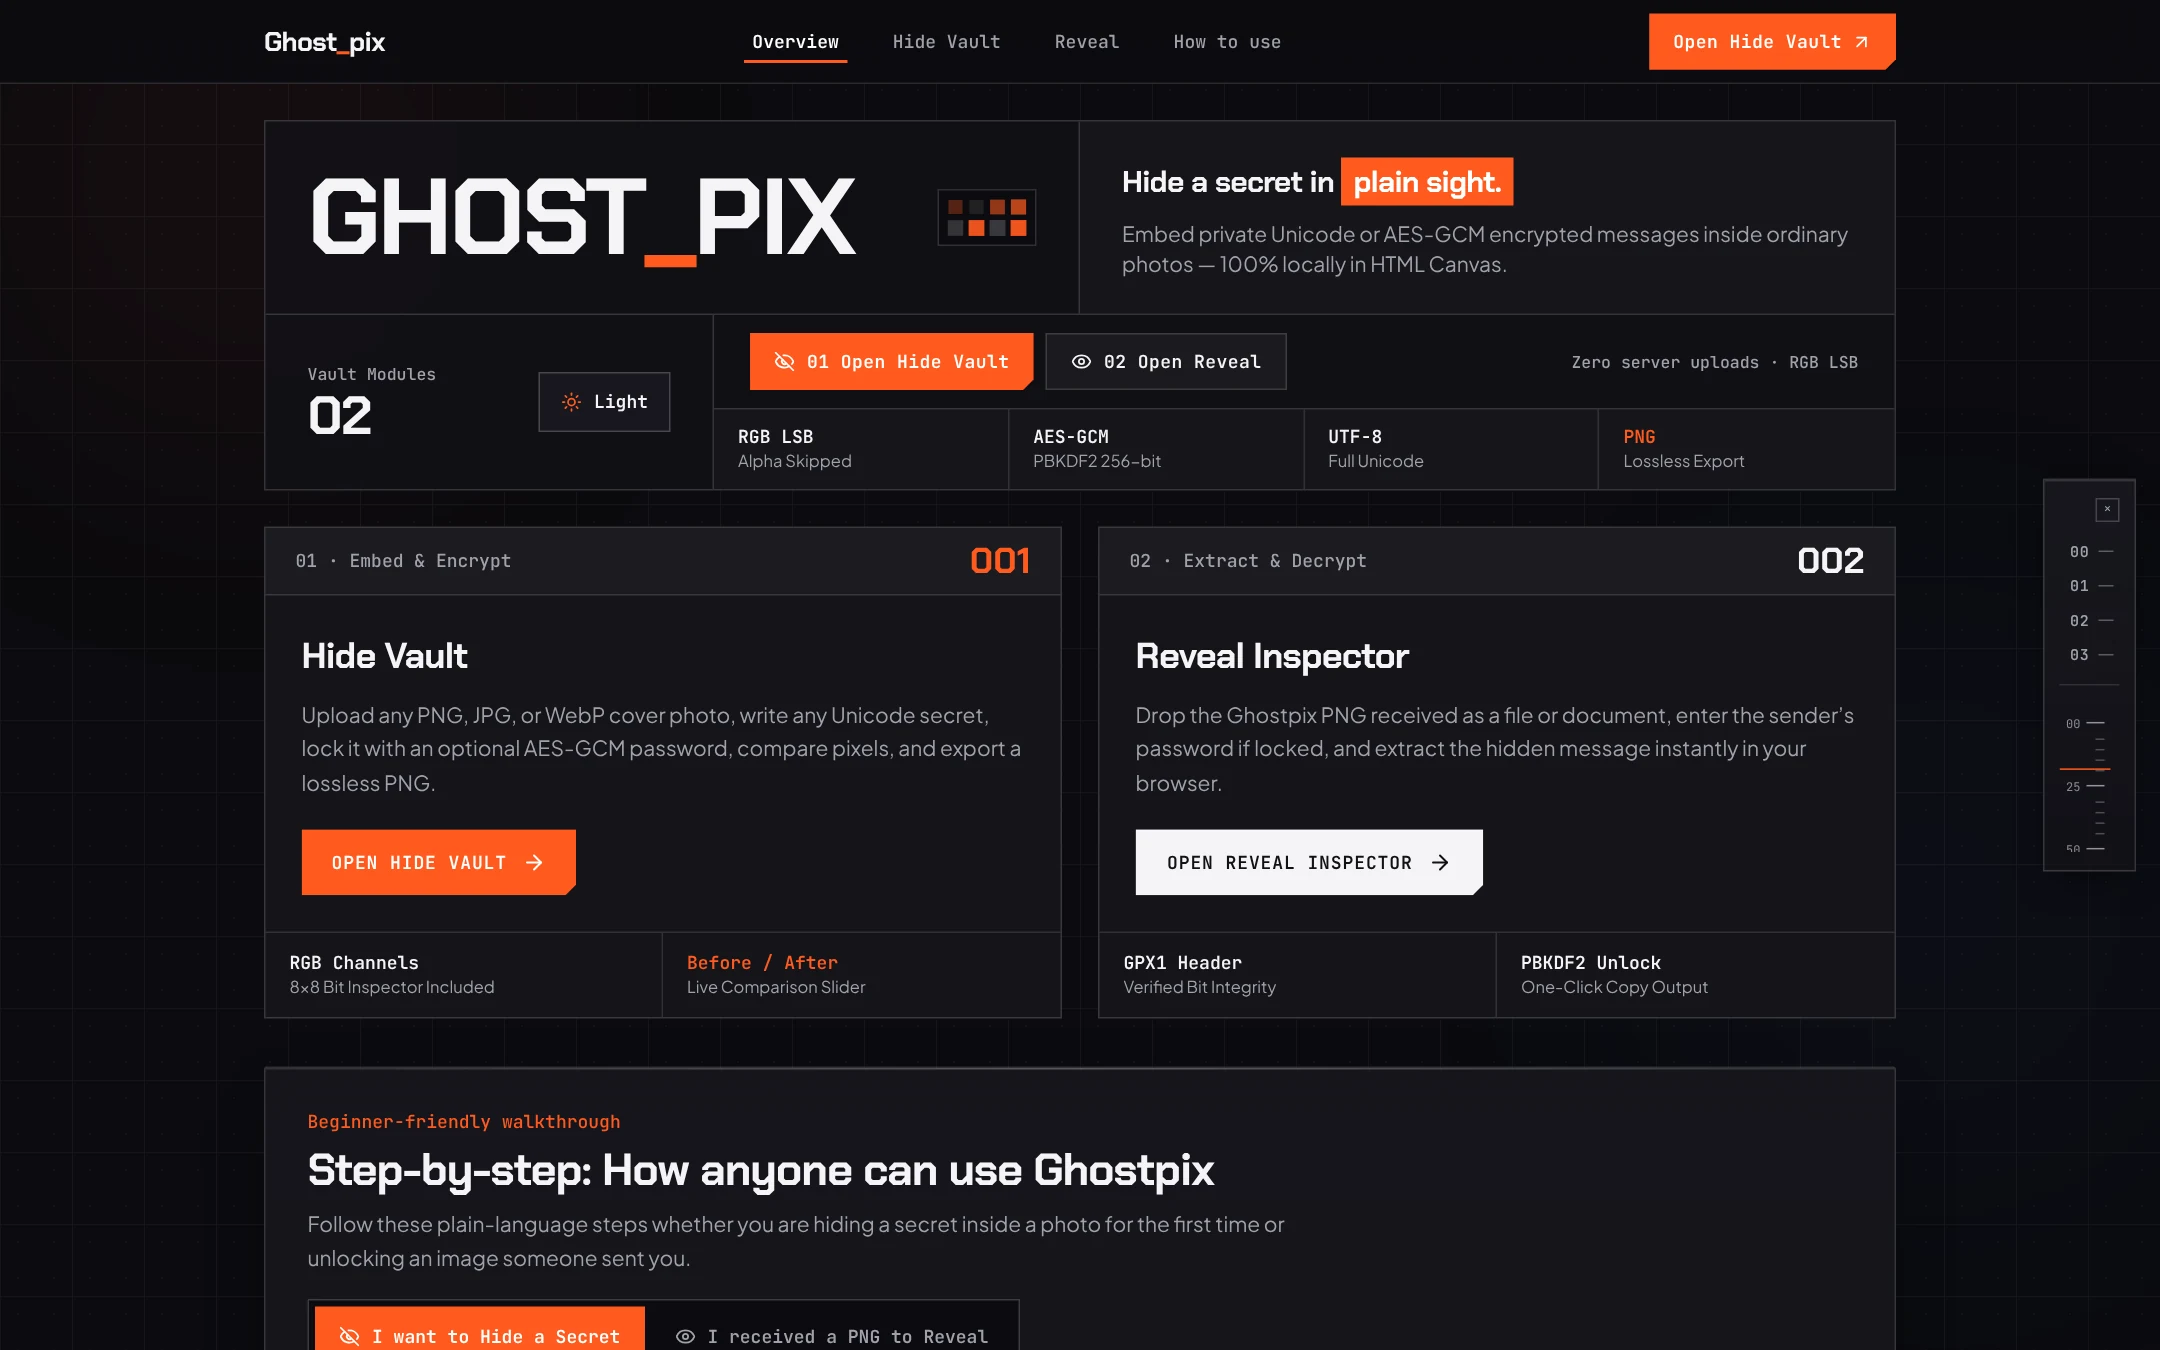 Ghost_pix
Overview
Hide Vault
Reveal
How to use
Open Hide Vault
GHOST_PIX
Hide a secret in plain sight.
Embed private Unicode or AES-GCM encrypted messages inside ordinary
photos — 100% locally in HTML Canvas.
Vault Modules
02
Light
01 Open Hide Vault
02 Open Reveal
Zero server uploads · RGB LSB
RGB LSB
Alpha Skipped
AES-GCM
PBKDF2 256-bit
UTF-8
Full Unicode
PNG
Lossless Export
01 · Embed & Encrypt
001
Hide Vault
Upload any PNG, JPG, or WebP cover photo, write any Unicode secret,
lock it with an optional AES-GCM password, compare pixels, and export a
lossless PNG.
OPEN HIDE VAULT
RGB Channels
8×8 Bit Inspector Included
Before / After
Live Comparison Slider
02 · Extract & Decrypt
002
Reveal Inspector
Drop the Ghostpix PNG received as a file or document, enter the sender's
password if locked, and extract the hidden message instantly in your
browser.
OPEN REVEAL INSPECTOR
GPX1 Header
Verified Bit Integrity
PBKDF2 Unlock
One-Click Copy Output
×
00
01
02
03
00
25
50
Beginner-friendly walkthrough
Step-by-step: How anyone can use Ghostpix
Follow these plain-language steps whether you are hiding a secret inside a photo for the first time or
unlocking an image someone sent you.
I want to Hide a Secret
I received a PNG to Reveal